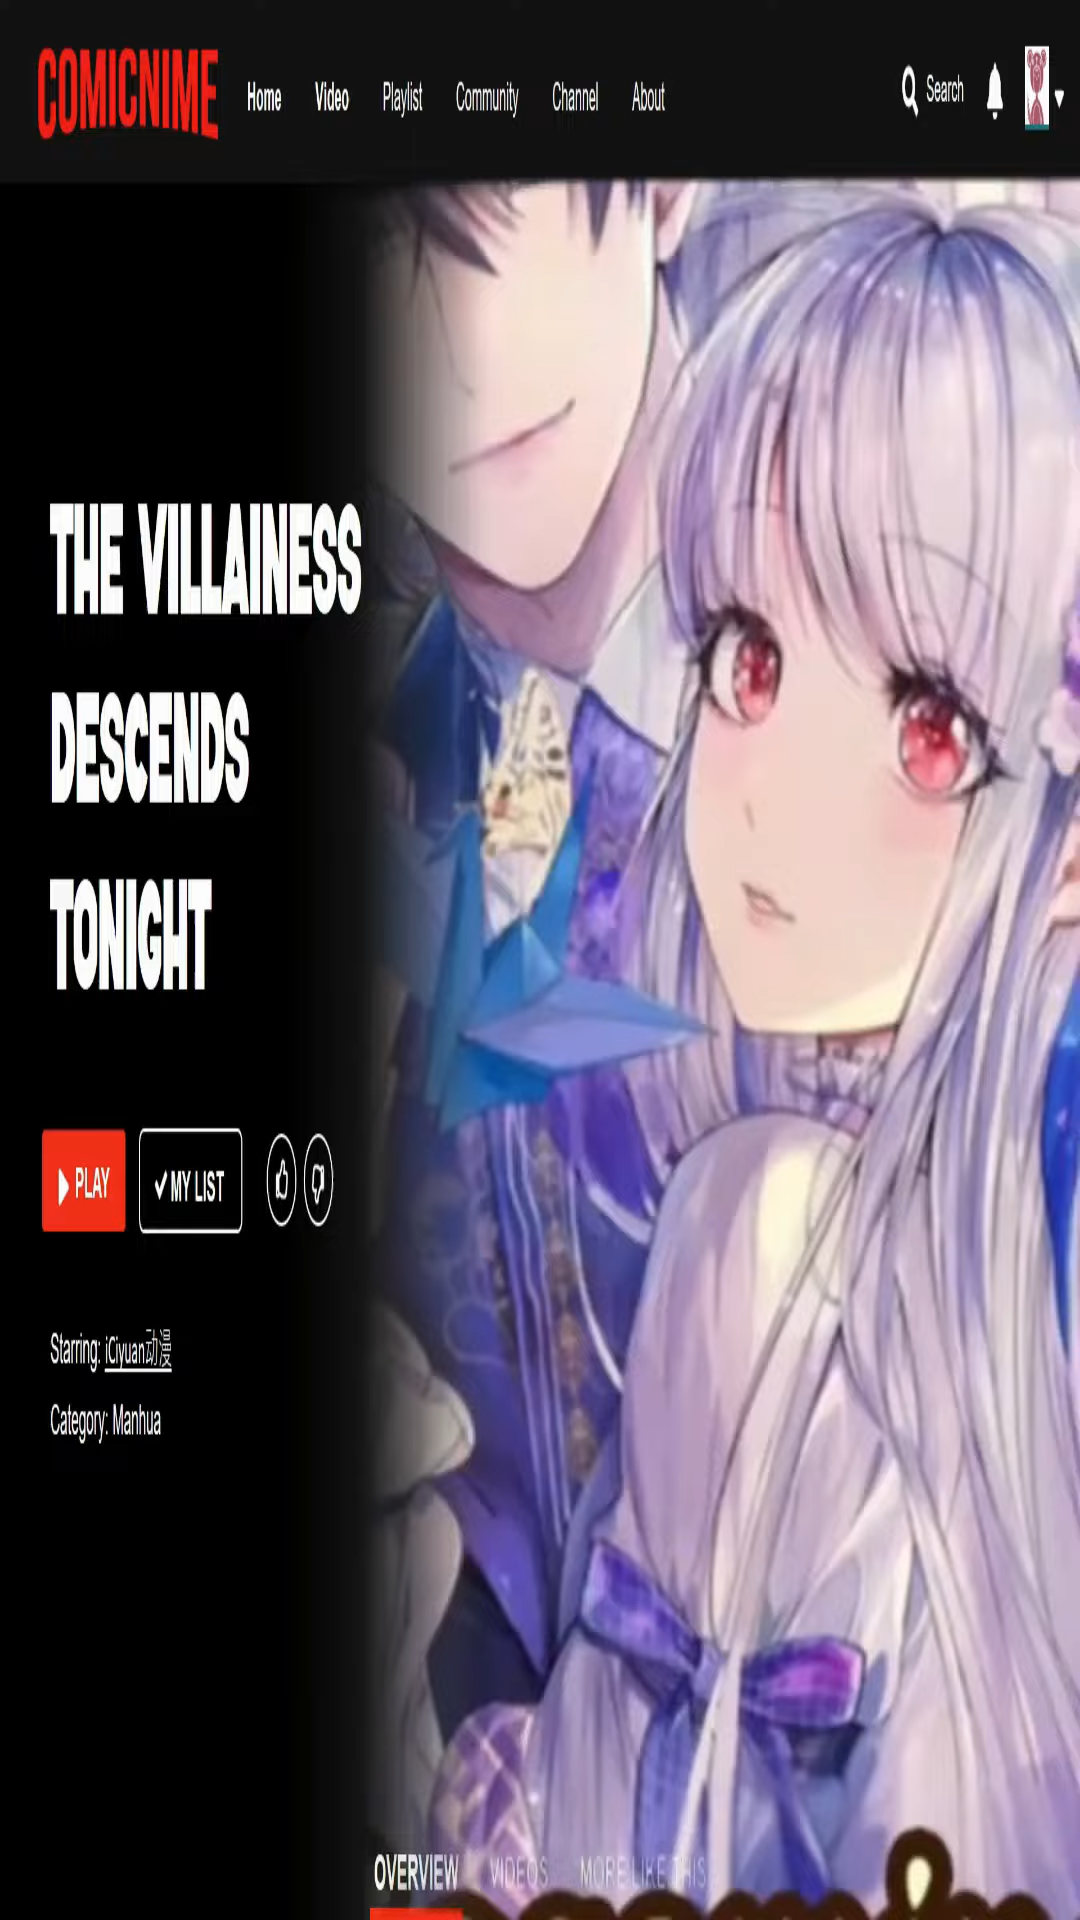 COMICNIME
Home Video Playlist Community Channel About Search
THE VILLAINESS
DESCENDS
TONIGHT
PLAY MY LIST
Starring: iCiyuan动漫
Category: Manhua
OVERVIEW VIDEOS MORE LIKE THIS